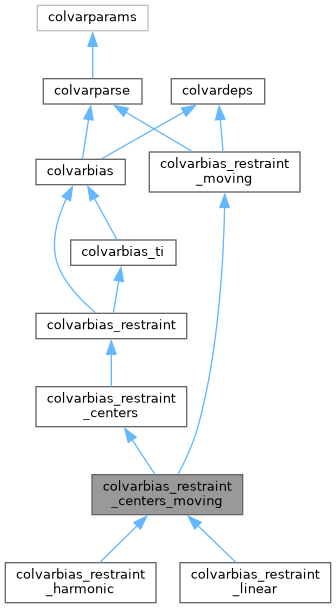 colvarparams
colvarparse
colvardeps
colvarbias
colvarbias_restraint
_moving
colvarbias_ti
colvarbias_restraint
colvarbias_restraint
_centers
colvarbias_restraint
_centers_moving
colvarbias_restraint
_harmonic
colvarbias_restraint
_linear